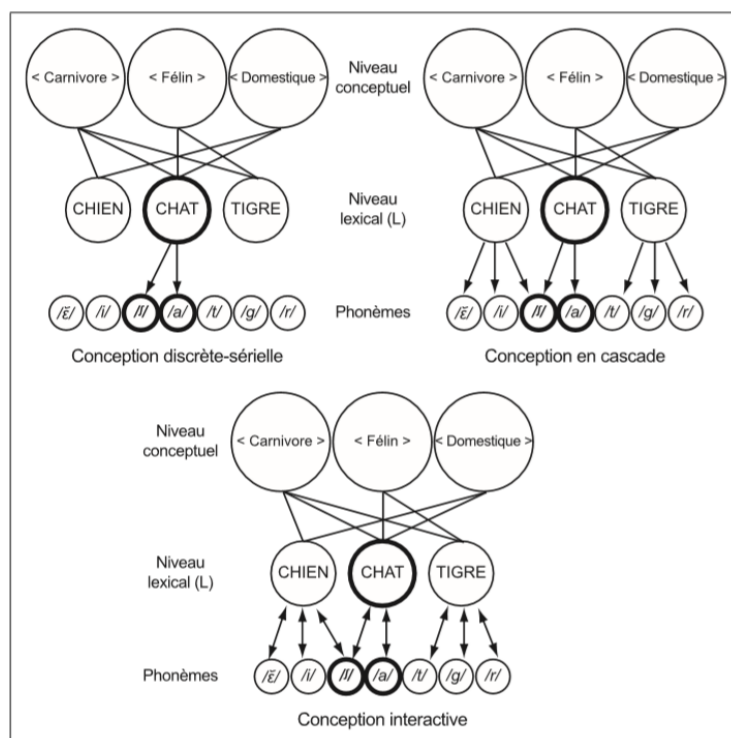 < Carnivore > < Félin > < Domestique >
Niveau
conceptuel
< Carnivore > < Félin > < Domestique >
CHIEN CHAT TIGRE
Niveau
lexical (L)
CHIEN CHAT TIGRE
/ɛ̃/ /i/ /ʃ/ /a/ /t/ /g/ /r/
Phonèmes
/ɛ̃/ /i/ /ʃ/ /a/ /t/ /g/ /r/
Conception discrète-sérielle
Conception en cascade
Niveau
conceptuel
< Carnivore > < Félin > < Domestique >
Niveau
lexical (L)
CHIEN CHAT TIGRE
Phonèmes
/ɛ̃/ /i/ /ʃ/ /a/ /t/ /g/ /r/
Conception interactive